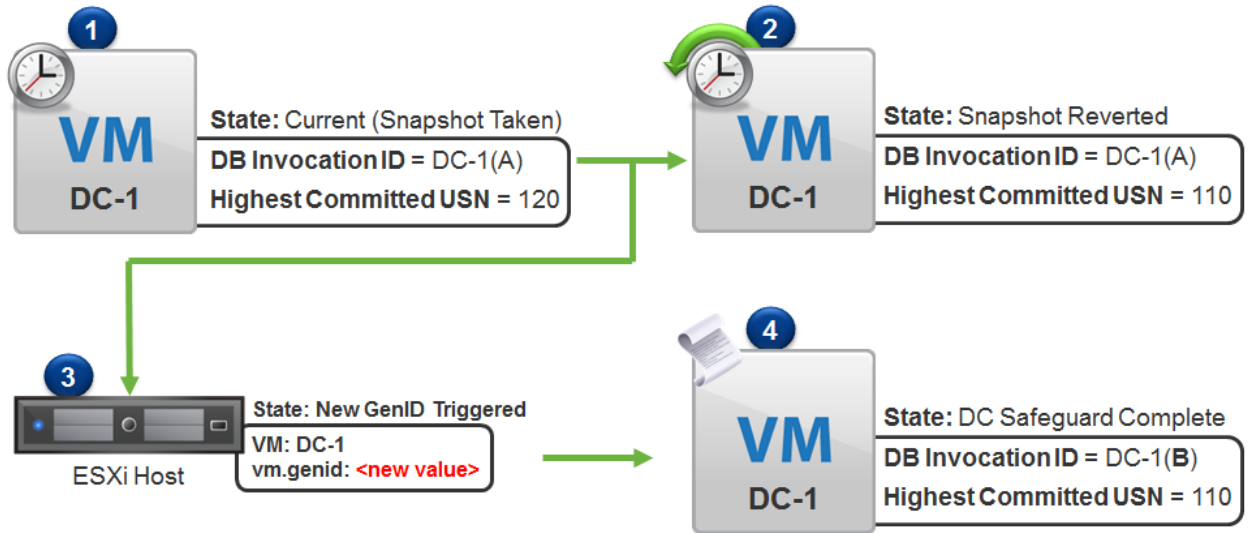 1
VM
DC-1
State: Current (Snapshot Taken)
DB Invocation ID = DC-1(A)
Highest Committed USN = 120
2
VM
DC-1
State: Snapshot Reverted
DB Invocation ID = DC-1(A)
Highest Committed USN = 110
3
ESXi Host
State: New GenID Triggered
VM: DC-1
vm.genid: <new value>
4
VM
DC-1
State: DC Safeguard Complete
DB Invocation ID = DC-1(B)
Highest Committed USN = 110